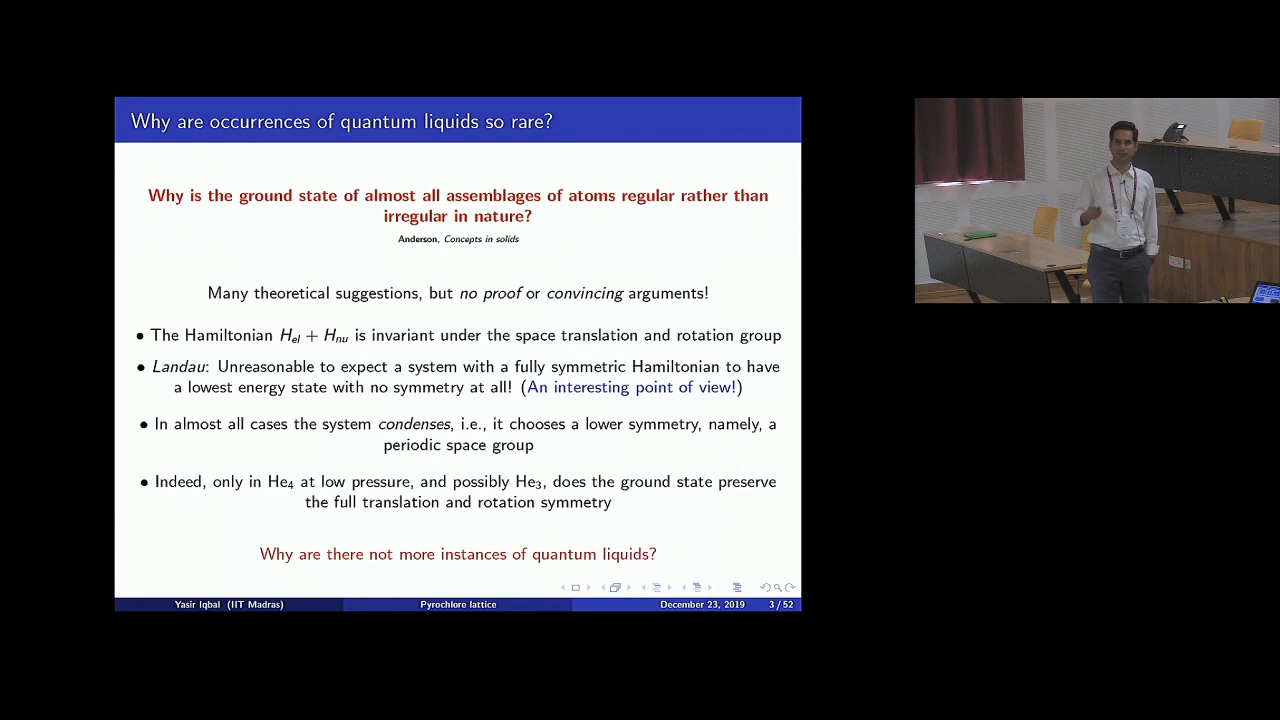 Why are occurrences of quantum liquids so rare?
Why is the ground state of almost all assemblages of atoms regular rather than
irregular in nature?
Anderson, Concepts in solids
Many theoretical suggestions, but no proof or convincing arguments!
• The Hamiltonian Hel + Hnu is invariant under the space translation and rotation group
• Landau: Unreasonable to expect a system with a fully symmetric Hamiltonian to have
a lowest energy state with no symmetry at all! (An interesting point of view!)
• In almost all cases the system condenses, i.e., it chooses a lower symmetry, namely, a
periodic space group
• Indeed, only in He4 at low pressure, and possibly He3, does the ground state preserve
the full translation and rotation symmetry
Why are there not more instances of quantum liquids?
Yasir Iqbal (IIT Madras) Pyrochlore lattice December 23, 2019 3 / 52